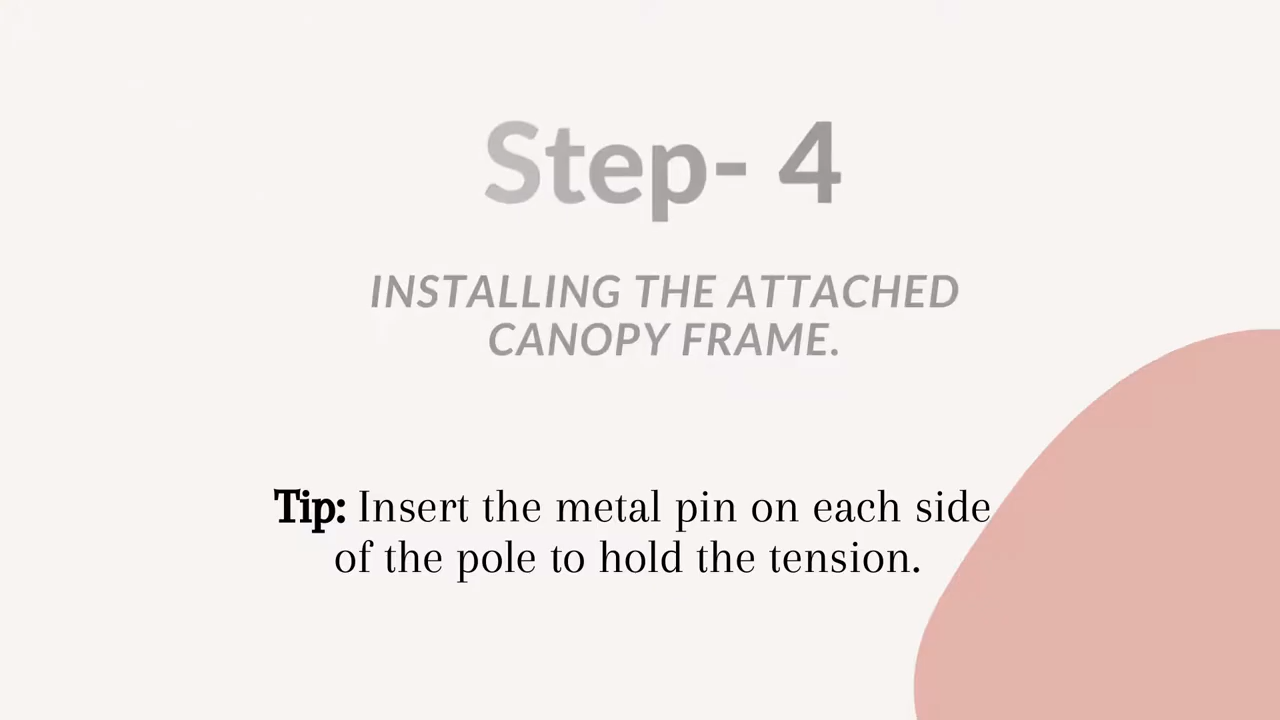 Step- 4
INSTALLING THE ATTACHED
CANOPY FRAME.
Tip: Insert the metal pin on each side
of the pole to hold the tension.